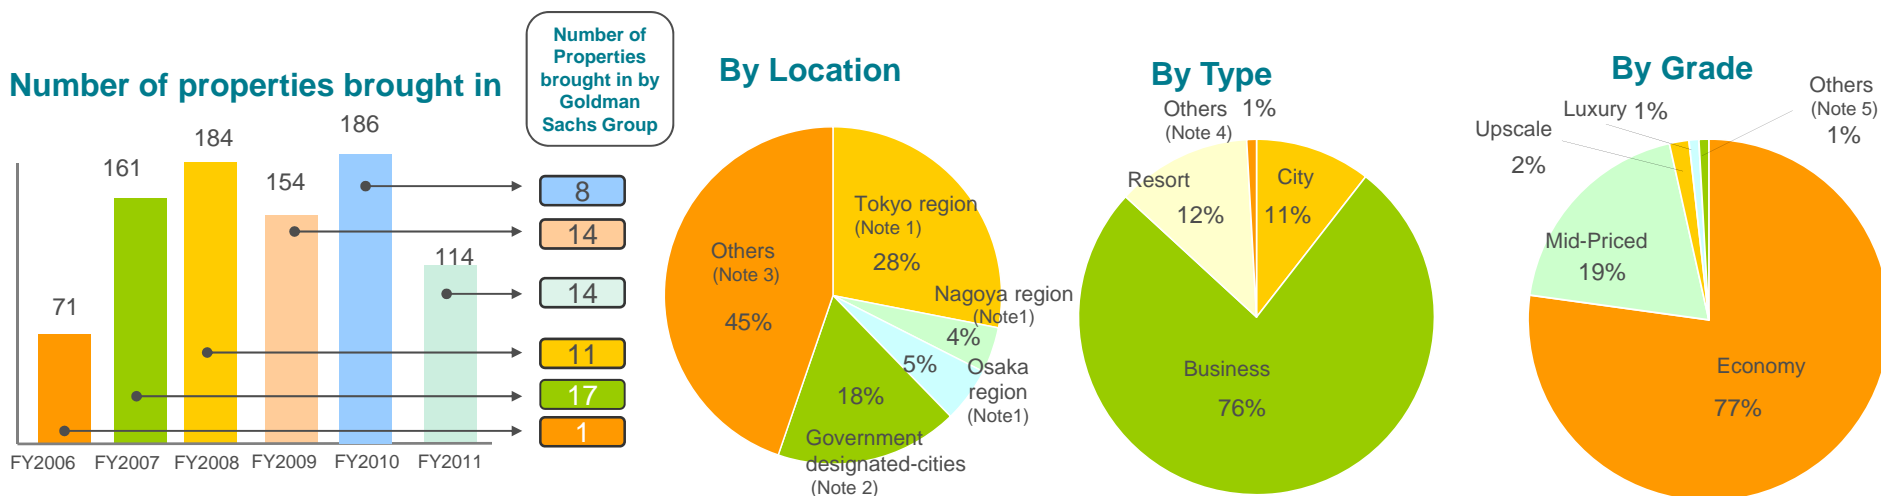 Number of properties brought in
71
161
184
154
186
114
FY2006
FY2007
FY2008
FY2009
FY2010
FY2011
Number of
Properties
brought in by
Goldman
Sachs Group
8
14
14
11
17
1
By Location
Tokyo region
(Note 1)
28%
Nagoya region
(Note1)
4%
Osaka
region
(Note1)
5%
Government
designated-cities
(Note 2)
18%
Others
(Note 3)
45%
By Type
Others
(Note 4)
1%
City
11%
Resort
12%
Business
76%
By Grade
Others
(Note 5)
1%
Luxury 1%
Upscale
2%
Mid-Priced
19%
Economy
77%